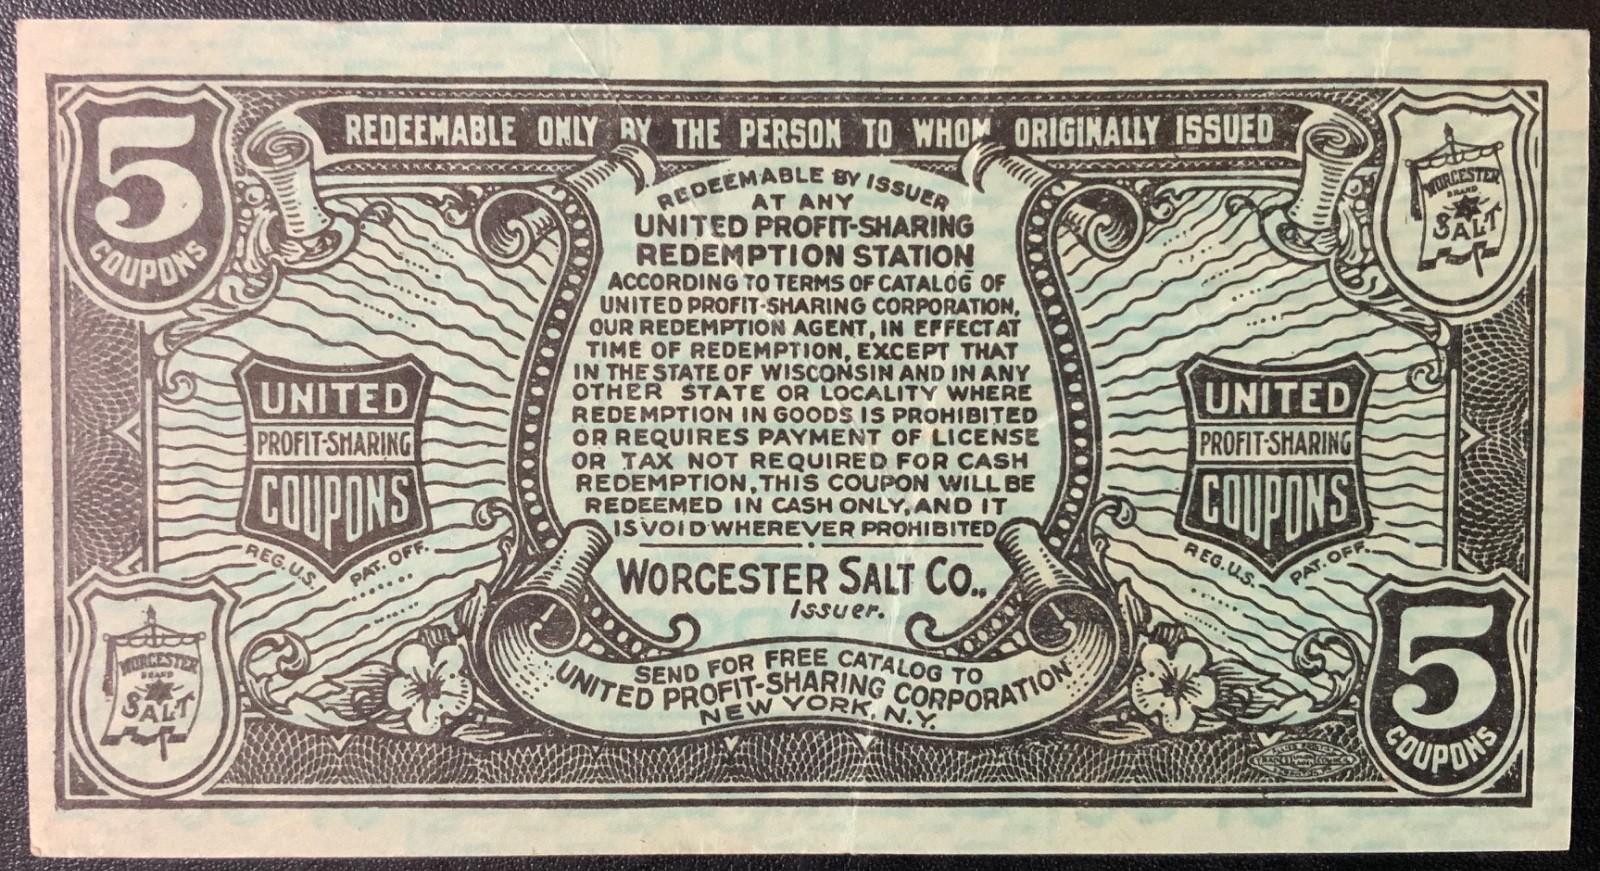 5
COUPONS
REDEEMABLE ONLY BY THE PERSON TO WHOM ORIGINALLY ISSUED
WORCESTER
BRAND
SALT
REDEEMABLE BY ISSUER
AT ANY
UNITED PROFIT-SHARING
REDEMPTION STATION
ACCORDING TO TERMS OF CATALOG OF
UNITED PROFIT-SHARING CORPORATION,
OUR REDEMPTION AGENT, IN EFFECT AT
TIME OF REDEMPTION, EXCEPT THAT
IN THE STATE OF WISCONSIN AND IN ANY
OTHER STATE OR LOCALITY WHERE
REDEMPTION IN GOODS IS PROHIBITED
OR REQUIRES PAYMENT OF LICENSE
OR TAX NOT REQUIRED FOR CASH
REDEMPTION, THIS COUPON WILL BE
REDEEMED IN CASH ONLY, AND IT
IS VOID WHEREVER PROHIBITED
WORCESTER SALT CO.,
Issuer.
SEND FOR FREE CATALOG TO
UNITED PROFIT-SHARING CORPORATION
NEW YORK, N.Y.
UNITED
PROFIT-SHARING
COUPONS
REG. U.S. PAT. OFF.
UNITED
PROFIT-SHARING
COUPONS
REG. U.S. PAT. OFF.
WORCESTER
BRAND
SALT
5
COUPONS